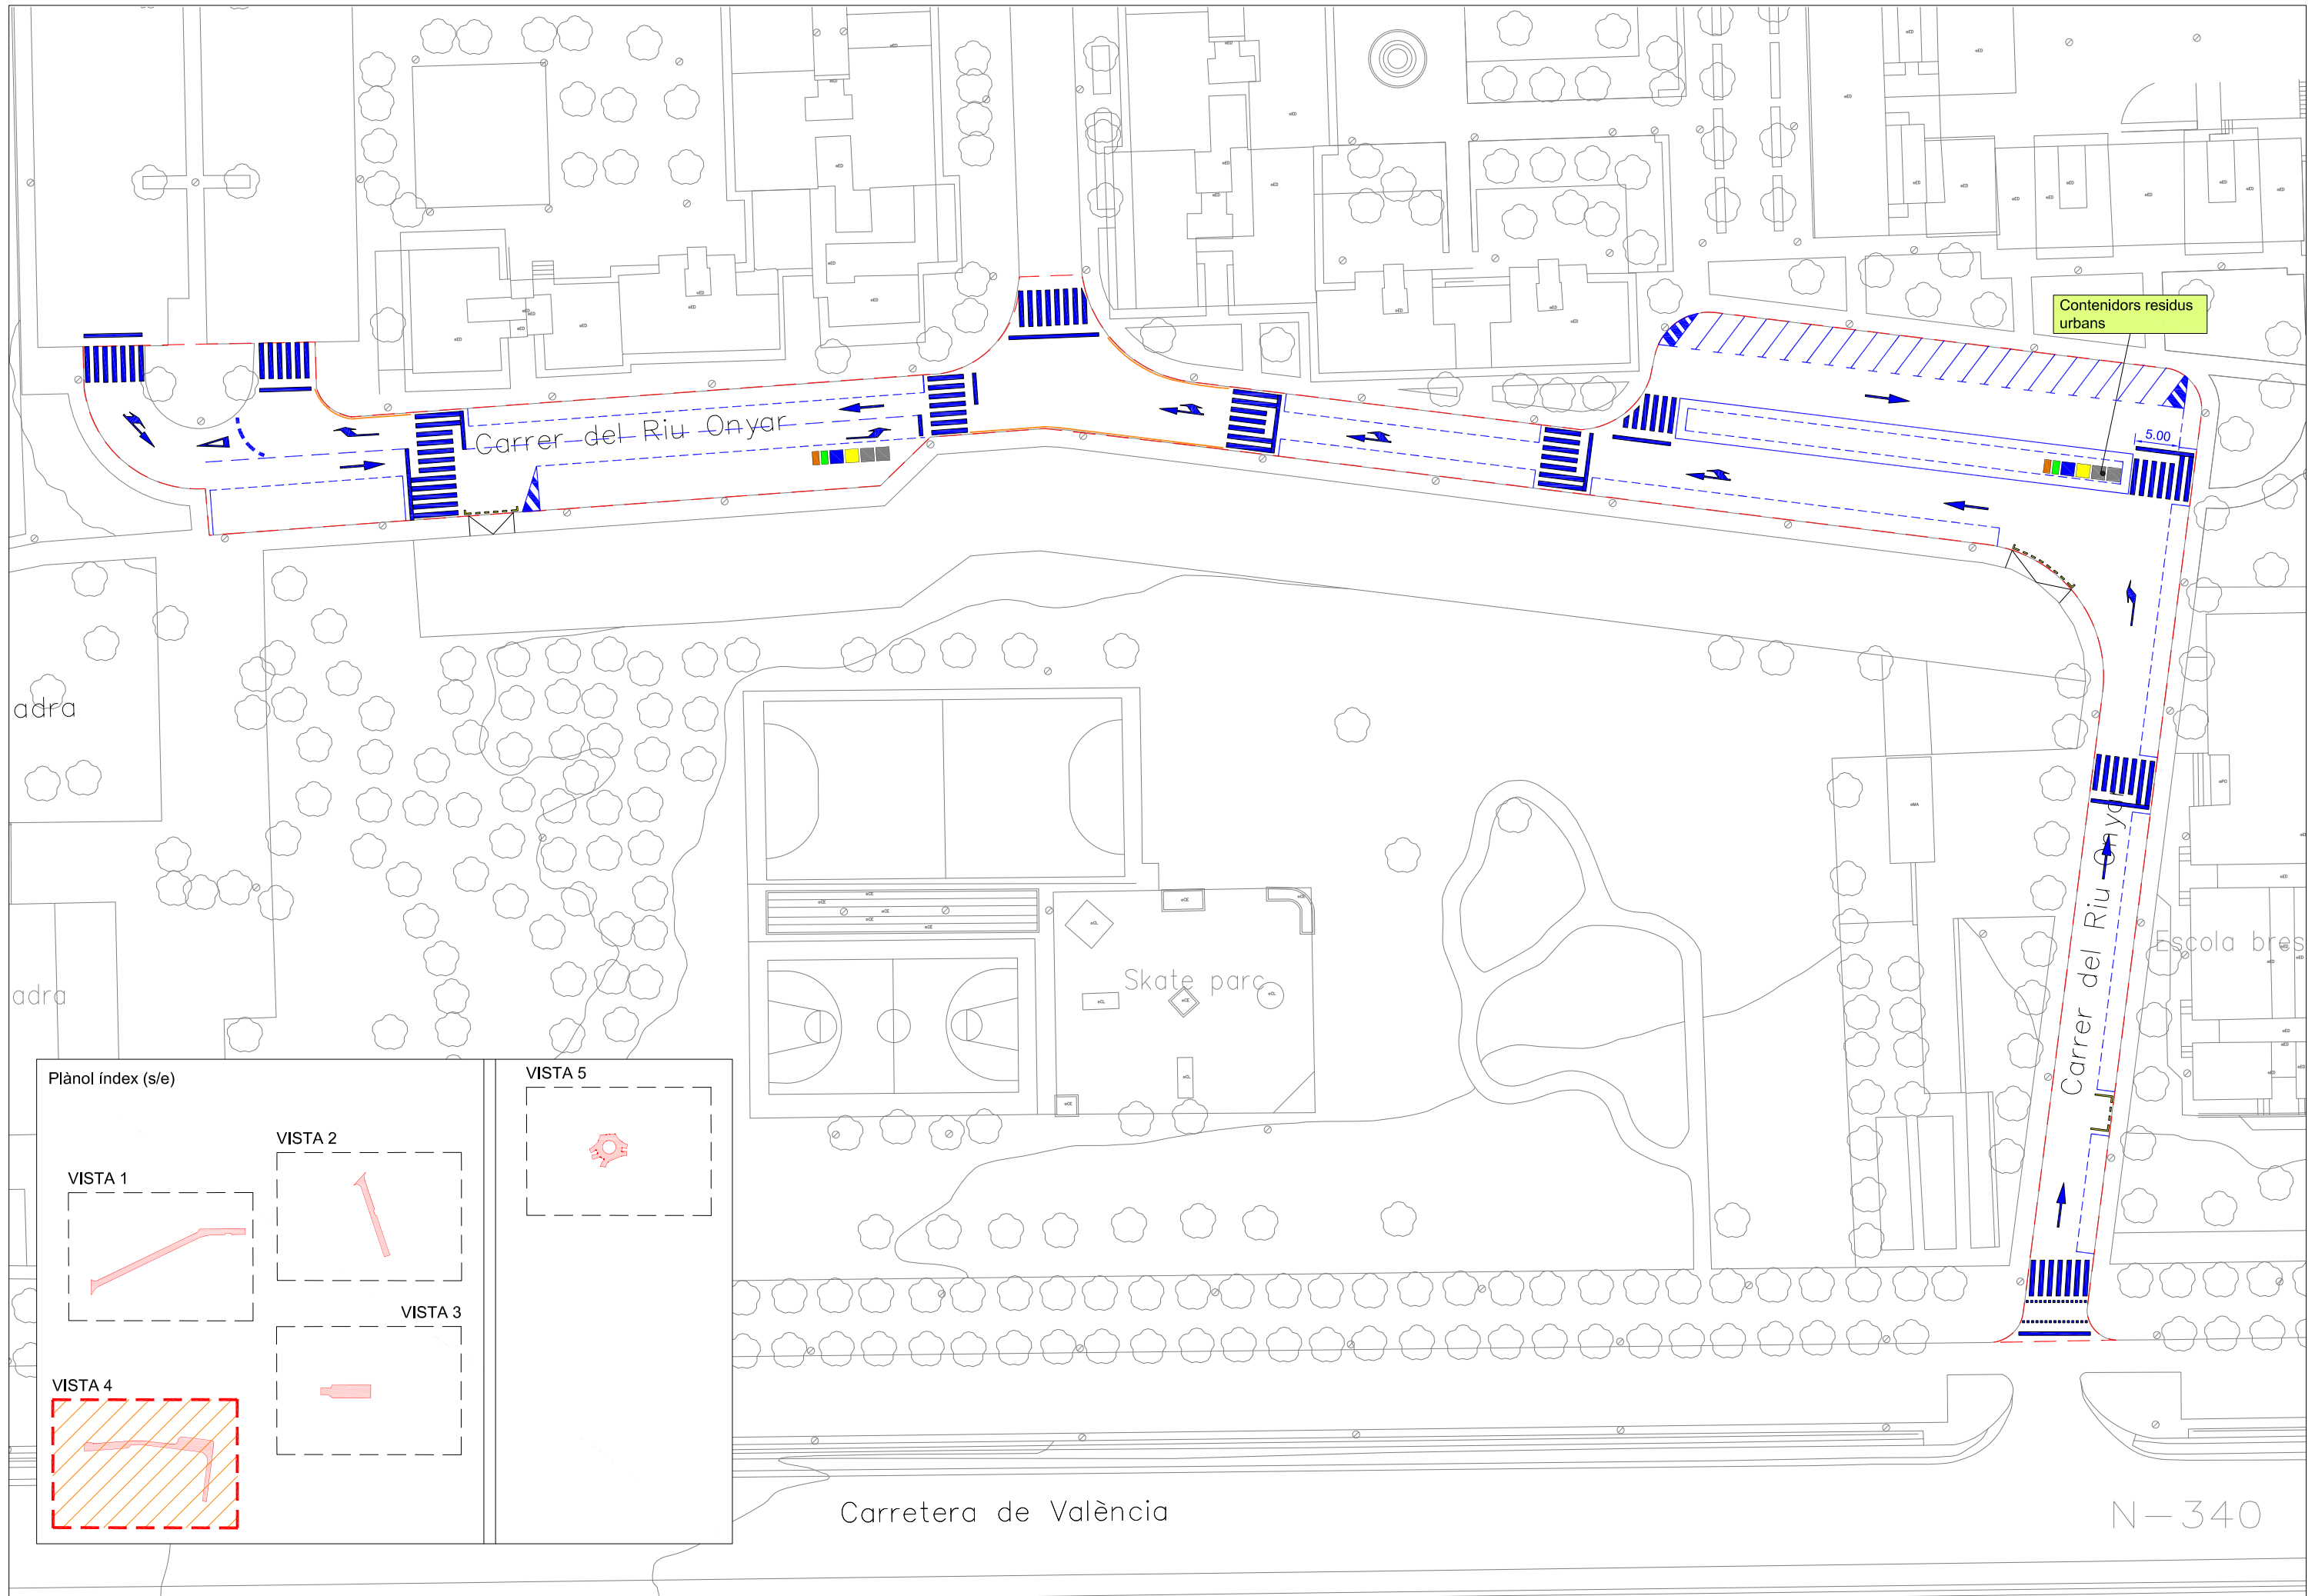 Contenidors residus
urbans
Carrer del Riu Onyar
5.00
adra
Carrer del Riu Onyar
Escola bres
Skate parc
adra
Plànol índex (s/e)
VISTA 5
VISTA 2
VISTA 1
VISTA 3
VISTA 4
Carretera de València
N-340